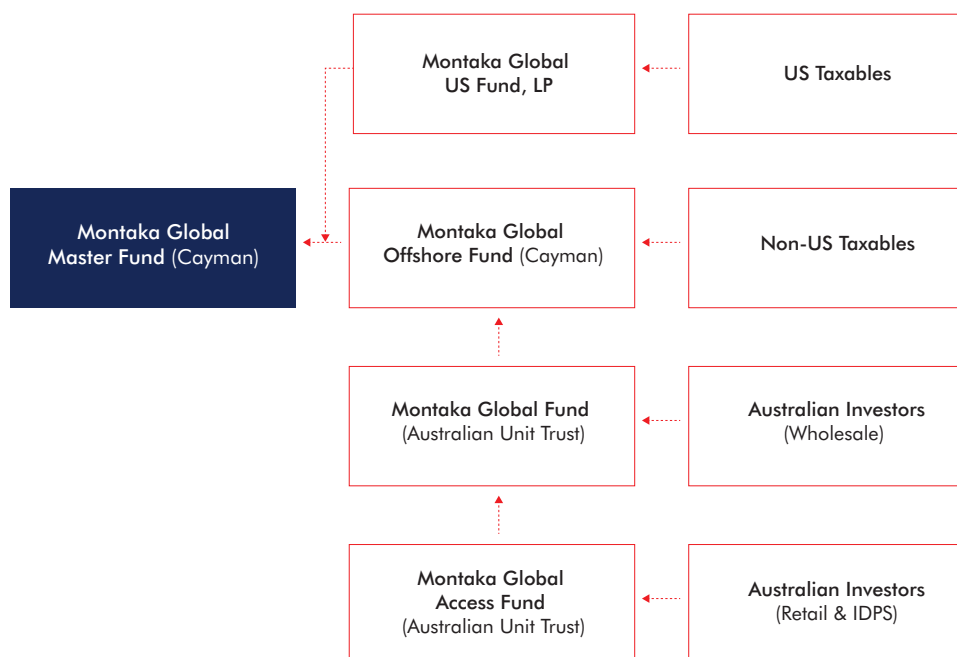 Montaka Global
US Fund, LP
US Taxables
Montaka Global
Master Fund (Cayman)
Montaka Global
Offshore Fund (Cayman)
Non-US Taxables
Montaka Global Fund
(Australian Unit Trust)
Australian Investors
(Wholesale)
Montaka Global
Access Fund
(Australian Unit Trust)
Australian Investors
(Retail & IDPS)